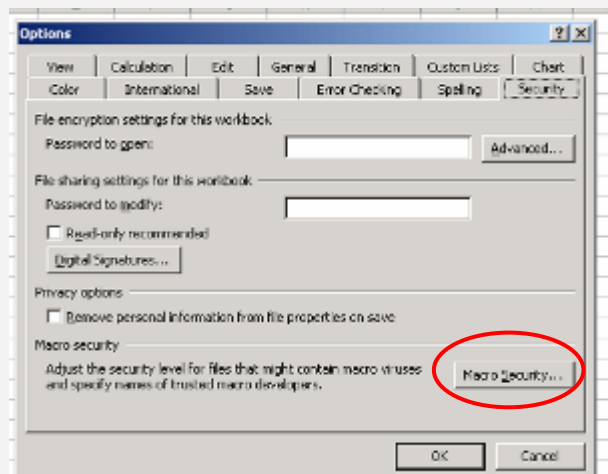 Options
View Calculation Edit General Transition Custom Lists Chart
Color International Save Error Checking Spelling Security
File encryption settings for this workbook
Password to open:
Advanced...
File sharing settings for this workbook
Password to modify:
Read-only recommended
Digital Signatures...
Privacy options
Remove personal information from file properties on save
Macro security
Adjust the security level for files that might contain macro viruses
and specify names of trusted macro developers.
Macro Security...
OK Cancel